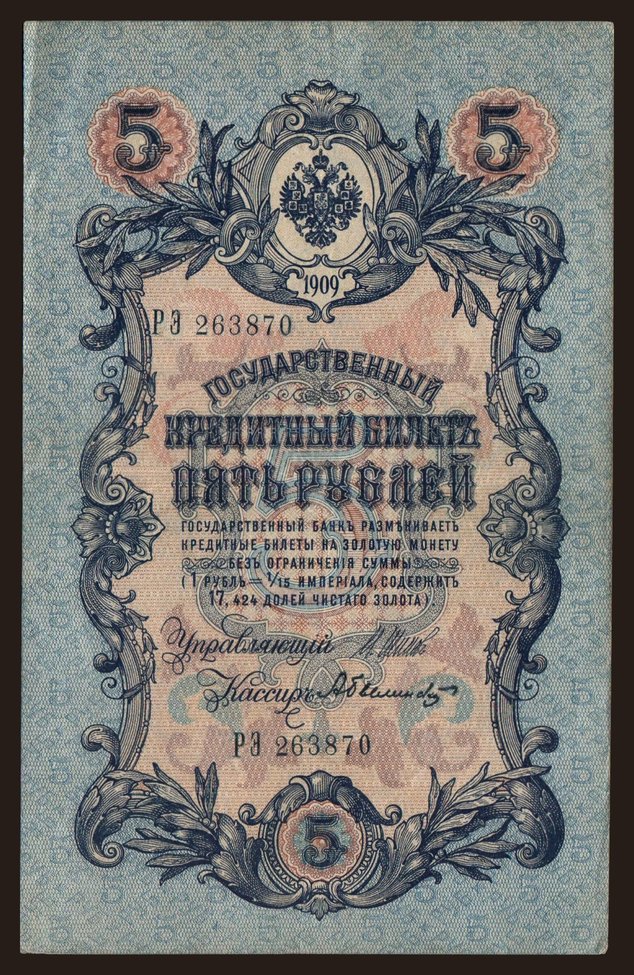 5 5
1909
РЭ 263870
ГОСУДАРСТВЕННЫЙ
КРЕДИТНЫЙ БИЛЕТЪ
ПЯТЬ РУБЛЕЙ
ГОСУДАРСТВЕННЫЙ БАНКЪ РАЗМѢНИВАЕТЪ
КРЕДИТНЫЕ БИЛЕТЫ НА ЗОЛОТУЮ МОНЕТУ
БЕЗЪ ОГРАНИЧЕНІЯ СУММЫ
(1 РУБЛЬ — 1/15 ИМПЕРІАЛА, СОДЕРЖИТЪ
17,424 ДОЛЕЙ ЧИСТАГО ЗОЛОТА).
Управляющій
Кассиръ
РЭ 263870
5